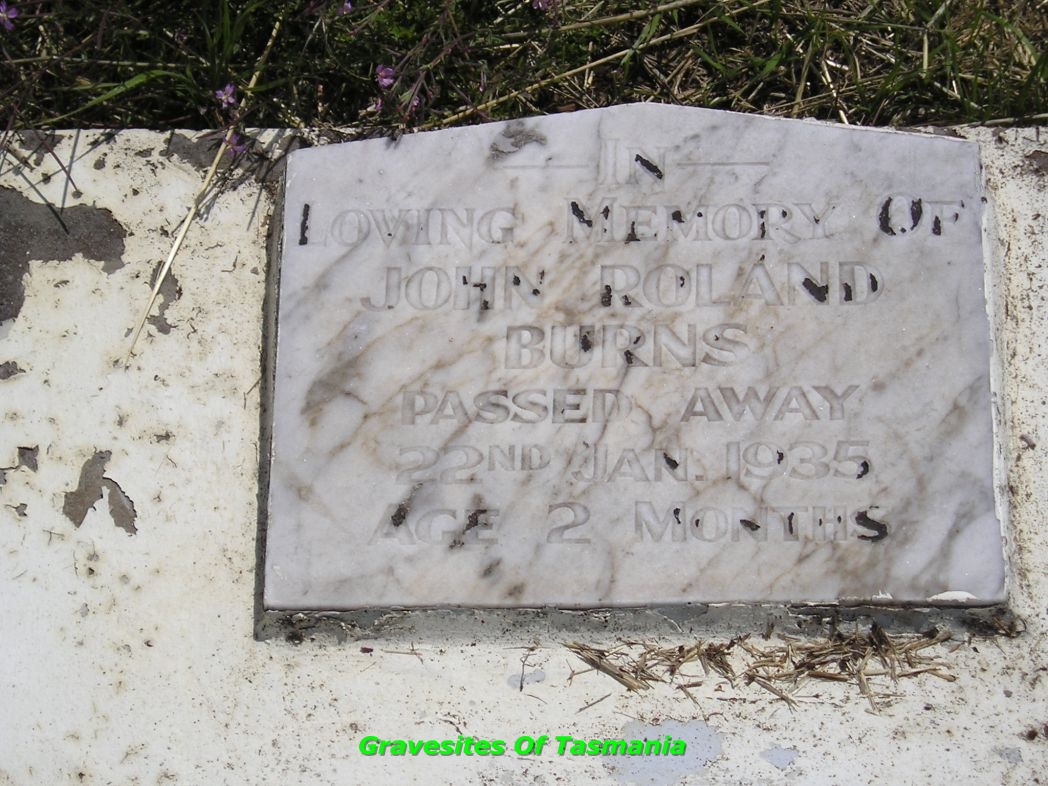 — IN —
LOVING MEMORY OF
JOHN ROLAND
BURNS
PASSED AWAY
22ND JAN. 1935
AGE 2 MONTHS
Gravesites Of Tasmania